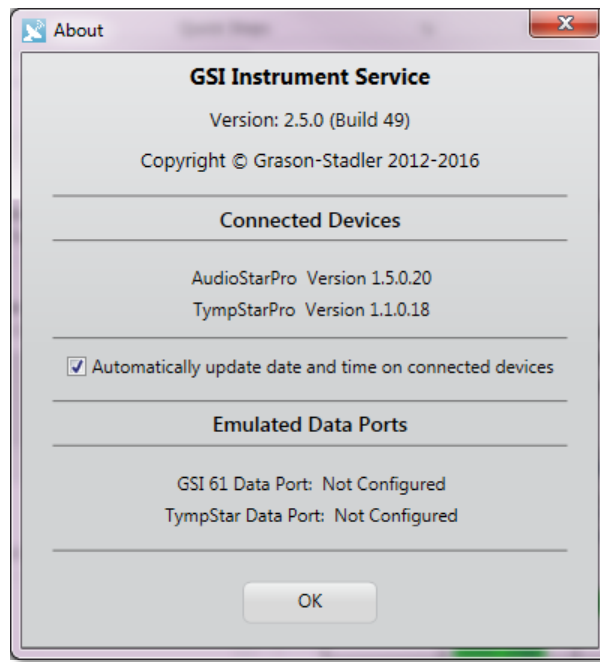 About
GSI Instrument Service
Version: 2.5.0 (Build 49)
Copyright © Grason-Stadler 2012-2016
Connected Devices
AudioStarPro Version 1.5.0.20
TympStarPro Version 1.1.0.18
Automatically update date and time on connected devices
Emulated Data Ports
GSI 61 Data Port: Not Configured
TympStar Data Port: Not Configured
OK